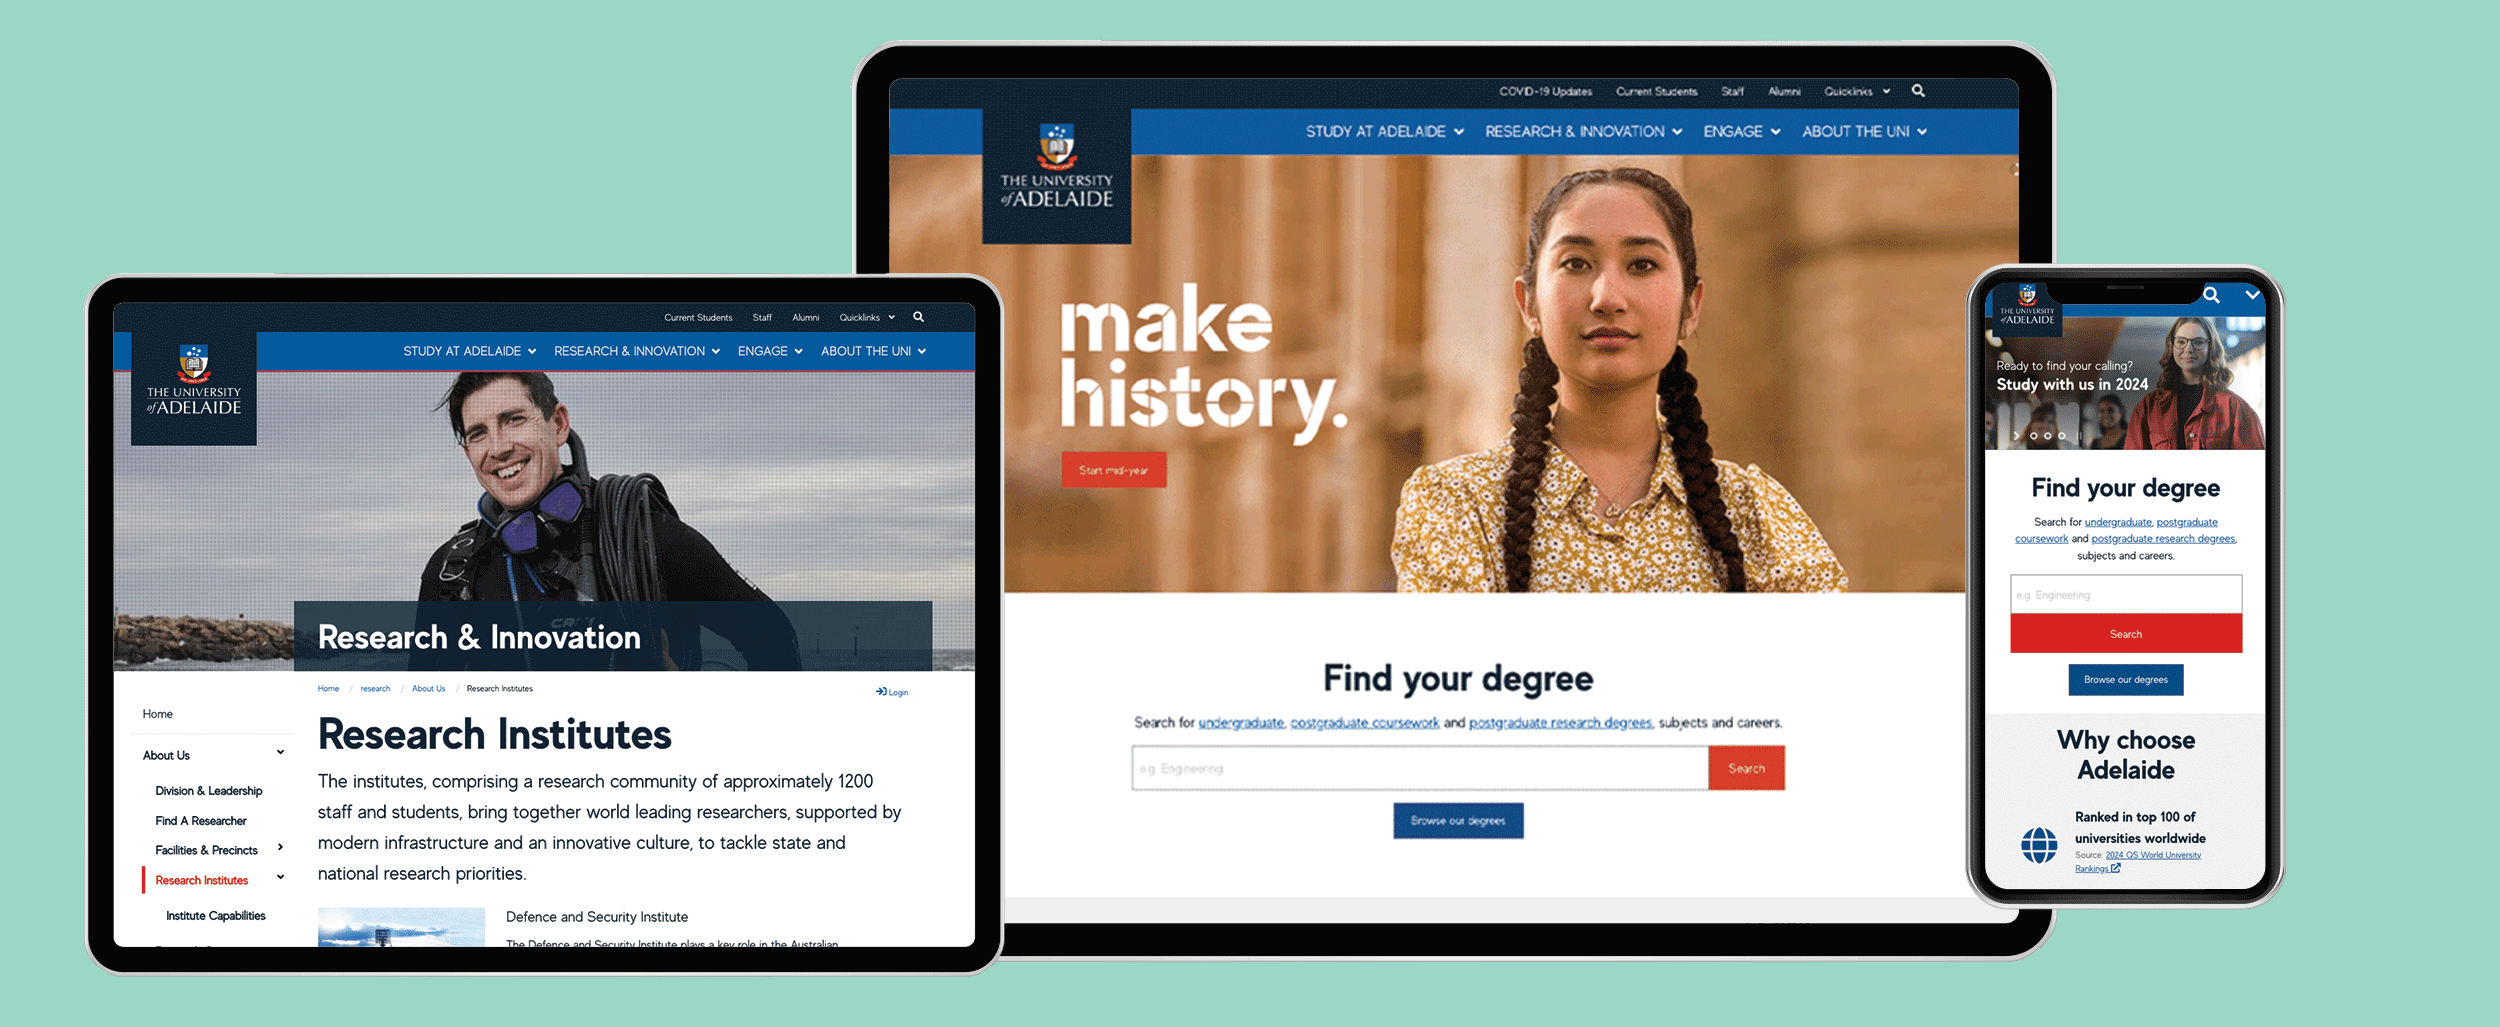 Current Students Staff Alumni Quicklinks
STUDY AT ADELAIDE RESEARCH & INNOVATION ENGAGE ABOUT THE UNI
THE UNIVERSITY
of ADELAIDE
Research & Innovation
Home / research / About Us / Research Institutes
Login
Home
About Us
Division & Leadership
Find A Researcher
Facilities & Precincts
Research Institutes
Institute Capabilities
Research Institutes
The institutes, comprising a research community of approximately 1200
staff and students, bring together world leading researchers, supported by
modern infrastructure and an innovative culture, to tackle state and
national research priorities.
Defence and Security Institute
The Defence and Security Institute plays a key role in the Australian
COVID-19 Updates Current Students Staff Alumni Quicklinks
STUDY AT ADELAIDE RESEARCH & INNOVATION ENGAGE ABOUT THE UNI
THE UNIVERSITY
of ADELAIDE
make
history.
Start mid-year
Find your degree
Search for undergraduate, postgraduate coursework and postgraduate research degrees, subjects and careers.
e.g. Engineering
Search
Browse our degrees
THE UNIVERSITY
of ADELAIDE
Ready to find your calling?
Study with us in 2024
Find your degree
Search for undergraduate, postgraduate
coursework and postgraduate research degrees,
subjects and careers.
e.g. Engineering
Search
Browse our degrees
Why choose
Adelaide
Ranked in top 100 of
universities worldwide
Source: 2024 QS World University
Rankings